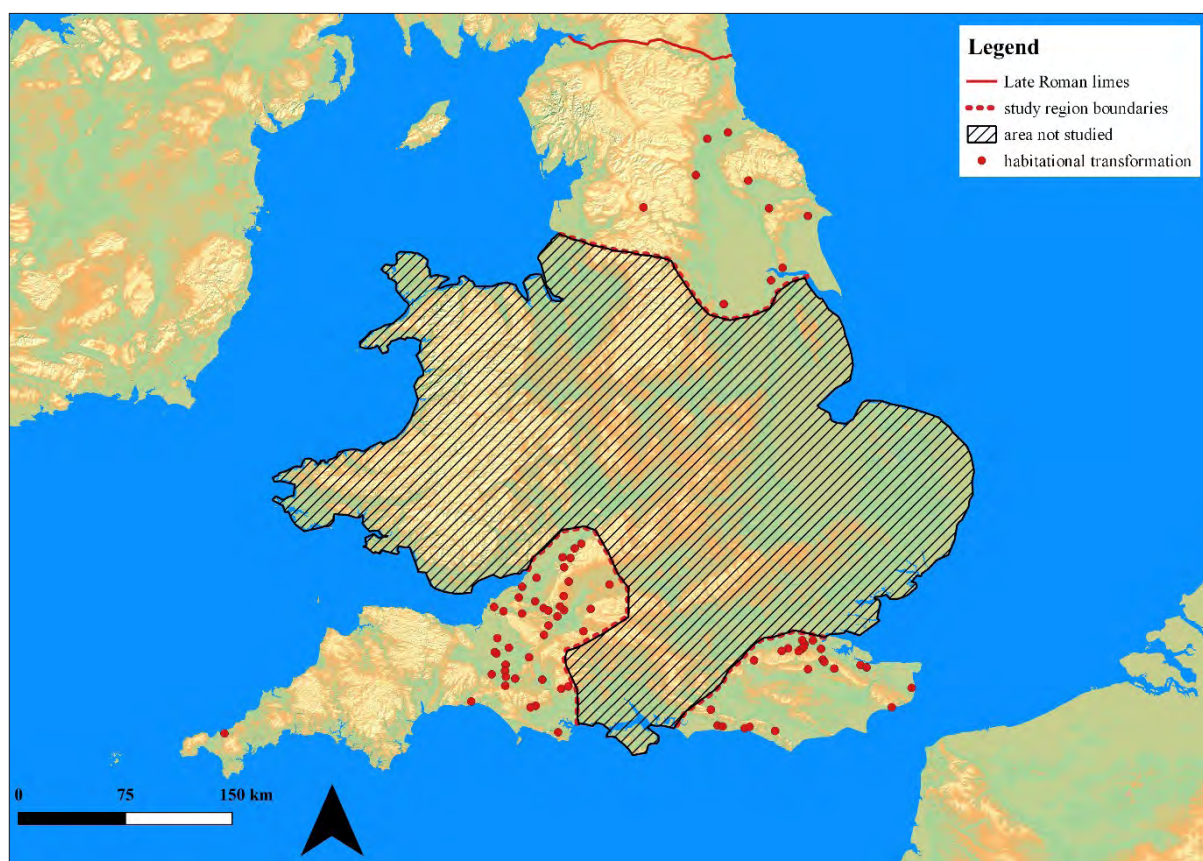 Legend
Late Roman limes
study region boundaries
area not studied
habitational transformation
0 75 150 km